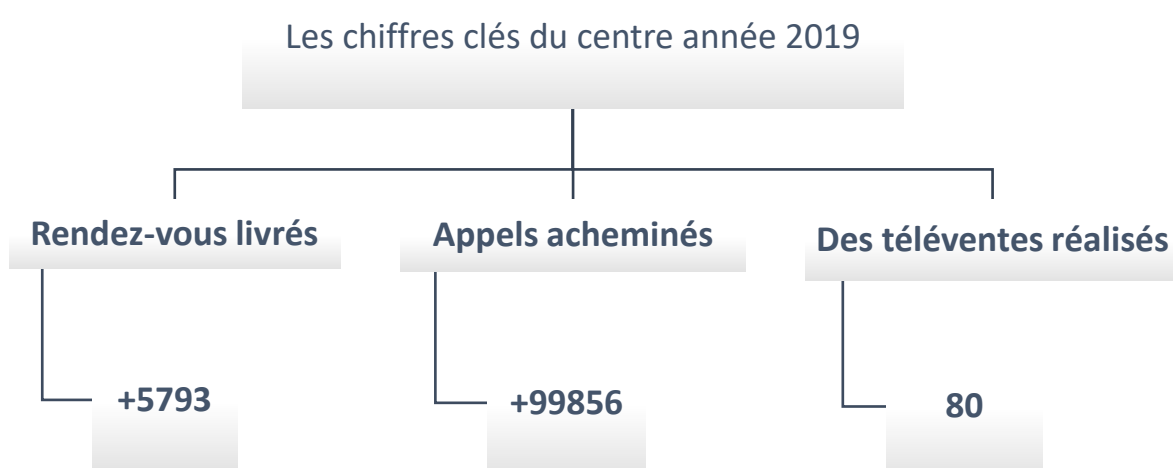 Les chiffres clés du centre année 2019
Rendez-vous livrés
Appels acheminés
Des téléventes réalisés
+5793
+99856
80